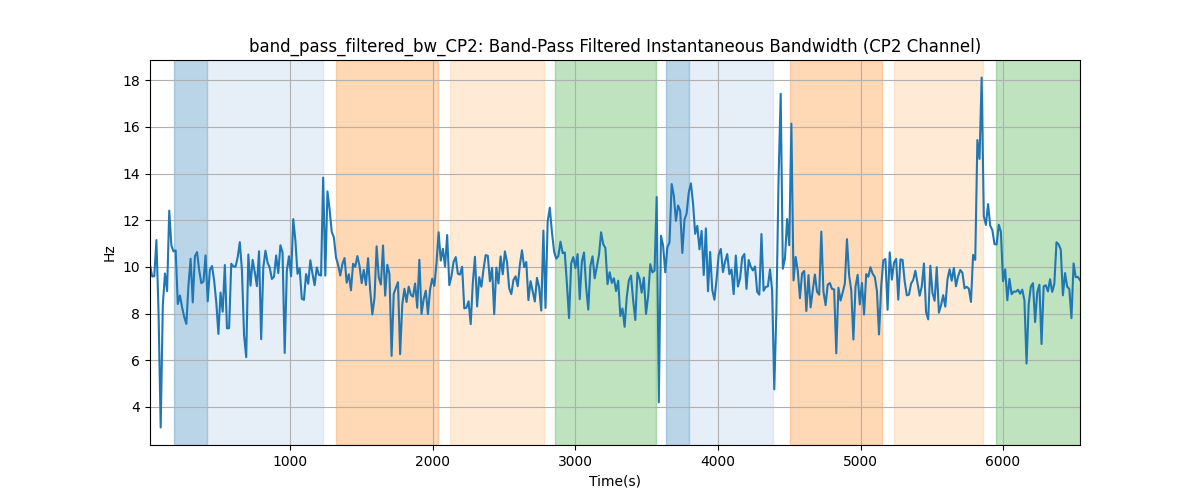 band_pass_filtered_bw_CP2: Band-Pass Filtered Instantaneous Bandwidth (CP2 Channel)
18
16
14
12
10
8
6
4
Hz
1000 2000 3000 4000 5000 6000
Time(s)